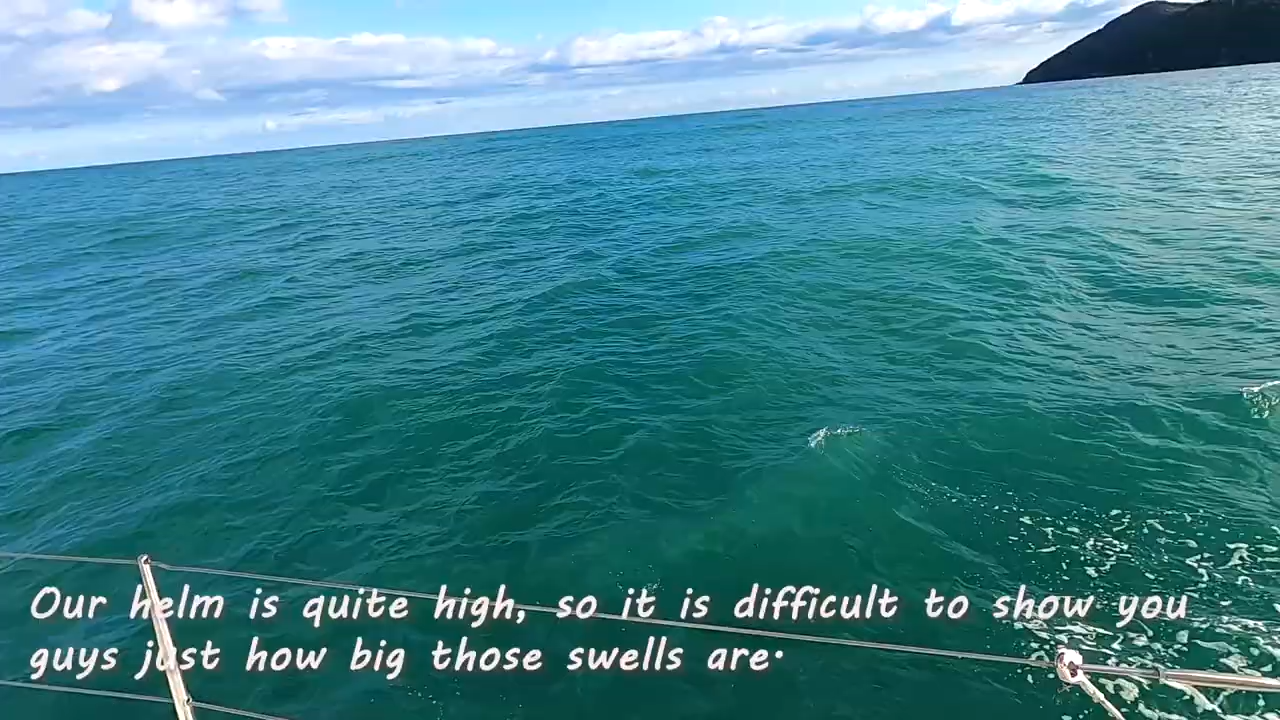 Our helm is quite high, so it is difficult to show you
guys just how big those swells are.